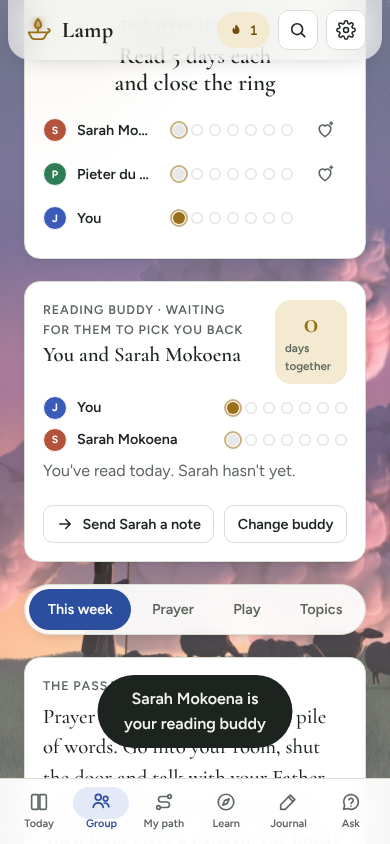 Lamp
1
THIS WEEK TO
Read 5 days each
and close the ring
S Sarah Mo...
P Pieter du ...
J You
READING BUDDY · WAITING
FOR THEM TO PICK YOU BACK
You and Sarah Mokoena
0
days
together
J You
S Sarah Mokoena
You've read today. Sarah hasn't yet.
→ Send Sarah a note
Change buddy
This week
Prayer
Play
Topics
THE PASS
Sarah Mokoena is
your reading buddy
Prayer pile
of words. Go into your room, shut
the door and talk with your Father
Today
Group
My path
Learn
Journal
Ask